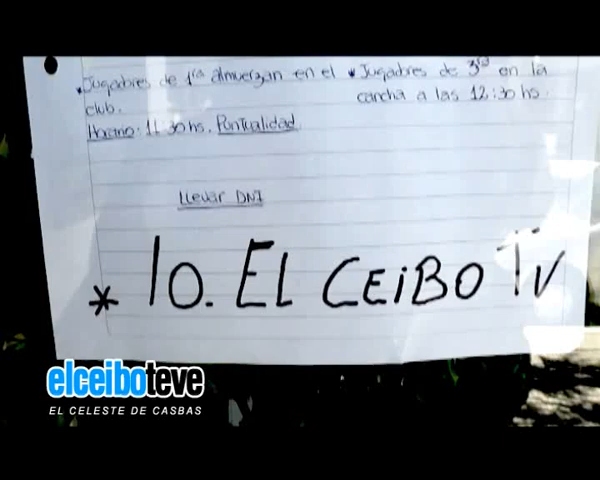 *Jugadores de 1ra almuerzan en el club.
Horario: 11:30 hs. Puntualidad.
*Jugadores de 3ra en la
cancha a las 12:30 hs.
Llevar DNI
* 10. EL CEiBO TV
elceiboteve
EL CELESTE DE CASBAS